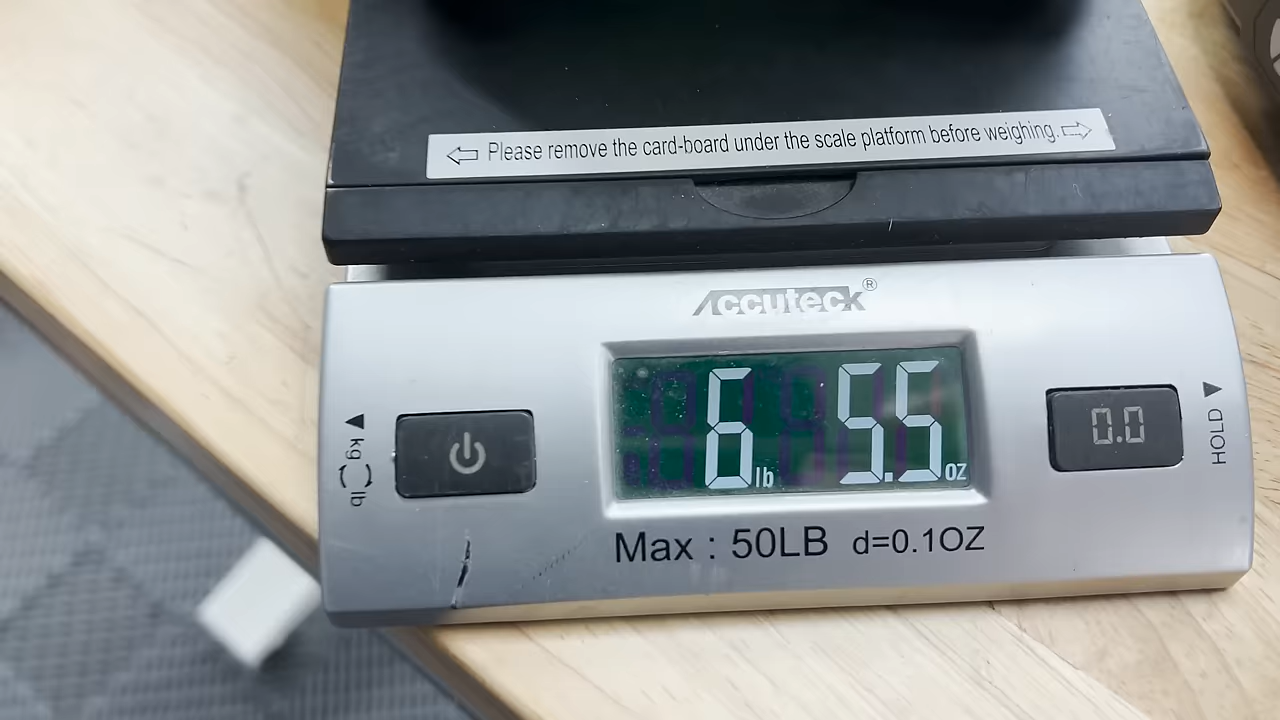 Please remove the card-board under the scale platform before weighing.
Accuteck®
6 lb 5.5 oz
kg lb
0.0
HOLD
Max : 50LB d=0.1OZ